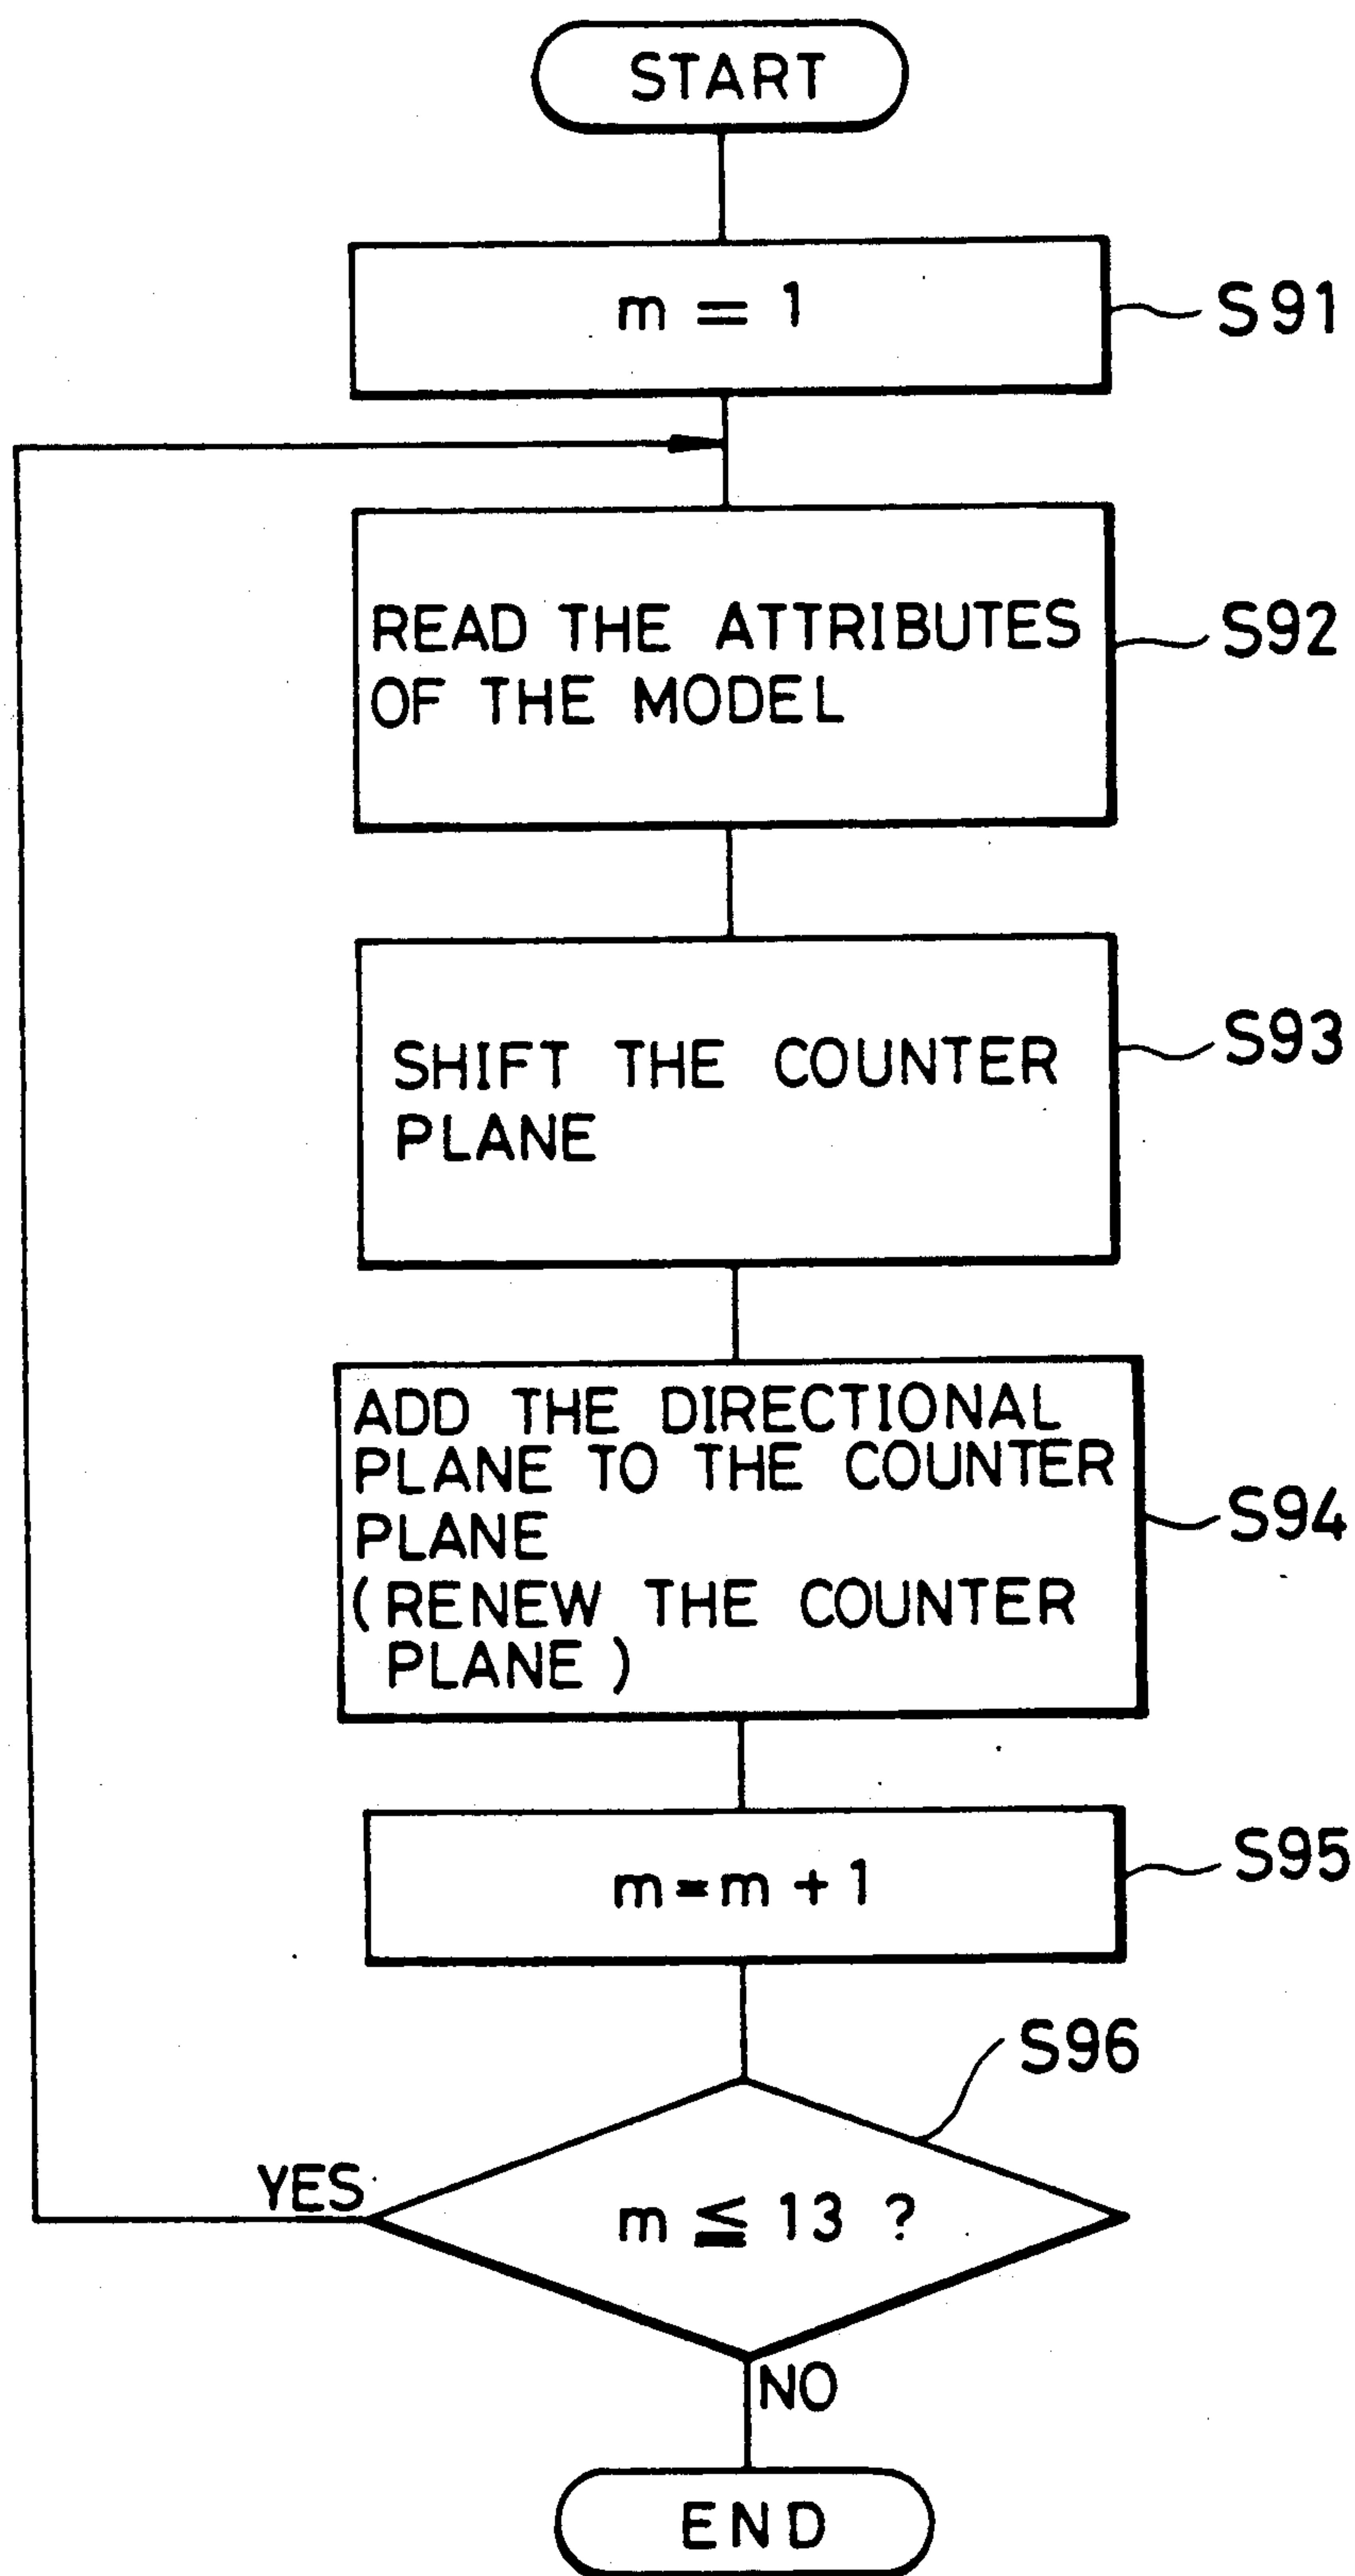 START
m = 1
S91
READ THE ATTRIBUTES
OF THE MODEL
S92
SHIFT THE COUNTER
PLANE
S93
ADD THE DIRECTIONAL
PLANE TO THE COUNTER
PLANE
(RENEW THE COUNTER
PLANE)
S94
m = m + 1
S95
S96
m ≦ 13 ?
YES
NO
END